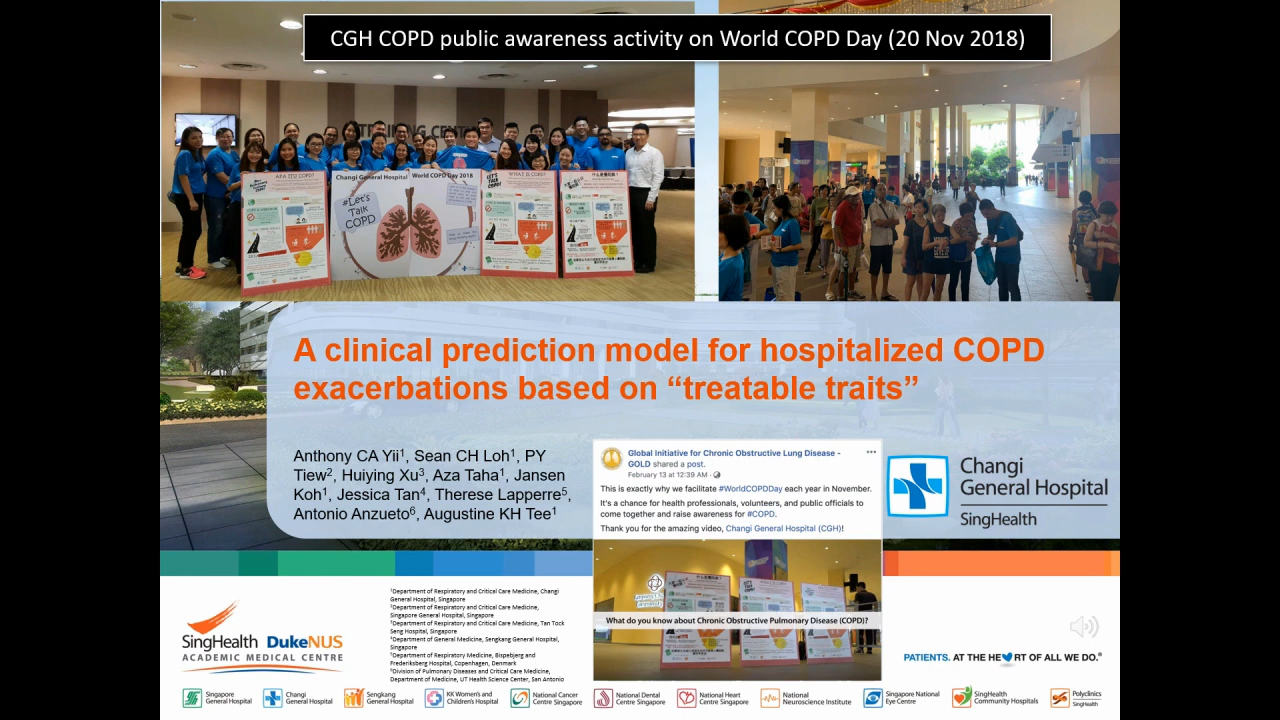 CGH COPD public awareness activity on World COPD Day (20 Nov 2018)
APA ITU COPD?
Changi General Hospital World COPD Day 2018
#Let's
Talk
COPD
LET'S
TALK
COPD!
WHAT IS COPD?
A clinical prediction model for hospitalized COPD
exacerbations based on “treatable traits”
Anthony CA Yii1, Sean CH Loh1, PY
Tiew2, Huiying Xu3, Aza Taha1, Jansen
Koh1, Jessica Tan4, Therese Lapperre5,
Antonio Anzueto6, Augustine KH Tee1
Global Initiative for Chronic Obstructive Lung Disease -
GOLD shared a post.
February 13 at 12:39 AM ·
This is exactly why we facilitate #WorldCOPDDay each year in November.
It's a chance for health professionals, volunteers, and public officials to
come together and raise awareness for #COPD.
Thank you for the amazing video, Changi General Hospital (CGH)!
What do you know about Chronic Obstructive Pulmonary Disease (COPD)?
Changi
General Hospital
SingHealth
1Department of Respiratory and Critical Care Medicine, Changi
General Hospital, Singapore
2Department of Respiratory and Critical Care Medicine,
Singapore General Hospital, Singapore
3Department of Respiratory and Critical Care Medicine, Tan Tock
Seng Hospital, Singapore
4Department of General Medicine, Sengkang General Hospital,
Singapore
5Department of Respiratory Medicine, Bispebjerg and
Frederiksberg Hospital, Copenhagen, Denmark
6Division of Pulmonary Diseases and Critical Care Medicine,
Department of Medicine, UT Health Science Center, San Antonio
SingHealth DukeNUS
ACADEMIC MEDICAL CENTRE
PATIENTS. AT THE HE RT OF ALL WE DO.®
Singapore
General Hospital
Changi
General Hospital
Sengkang
General Hospital
KK Women's and
Children's Hospital
National Cancer
Centre Singapore
National Dental
Centre Singapore
National Heart
Centre Singapore
National
Neuroscience Institute
Singapore National
Eye Centre
SingHealth
Community Hospitals
Polyclinics
SingHealth